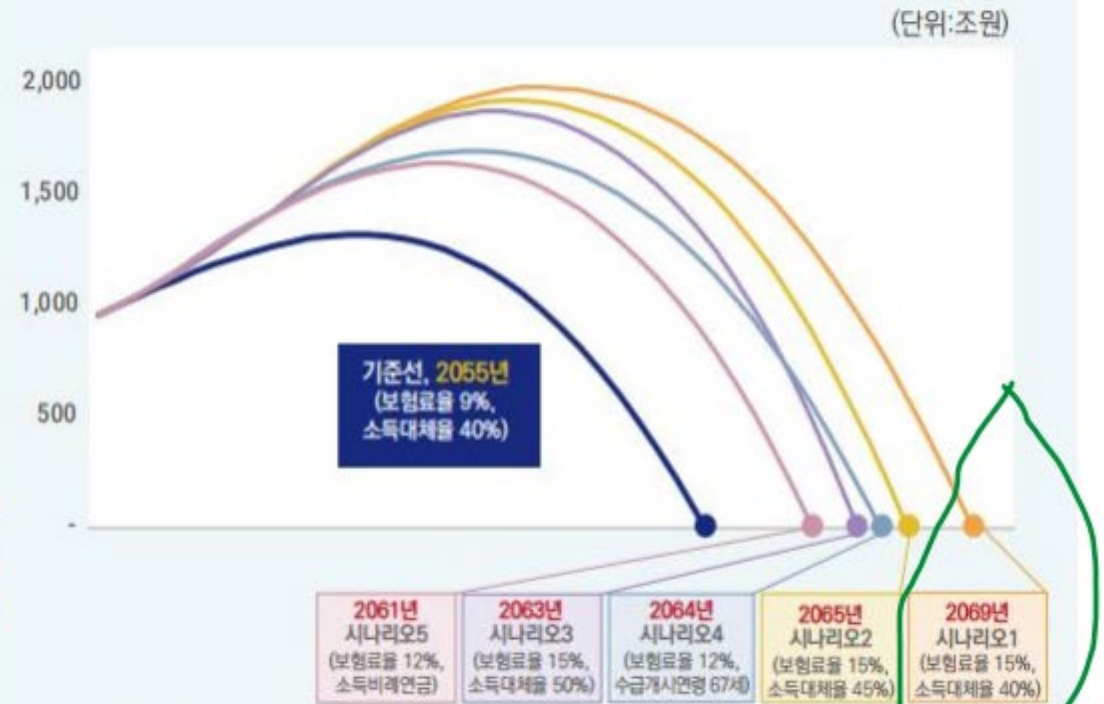 (단위:조원)
2,000
1,500
1,000
500
-
기준선, 2055년
(보험료율 9%,
소득대체율 40%)
2061년
시나리오5
(보험료율 12%,
소득비례연금)
2063년
시나리오3
(보험료율 15%,
소득대체율 50%)
2064년
시나리오4
(보험료율 12%,
수급개시연령 67세)
2065년
시나리오2
(보험료율 15%,
소득대체율 45%)
2069년
시나리오1
(보험료율 15%,
소득대체율 40%)